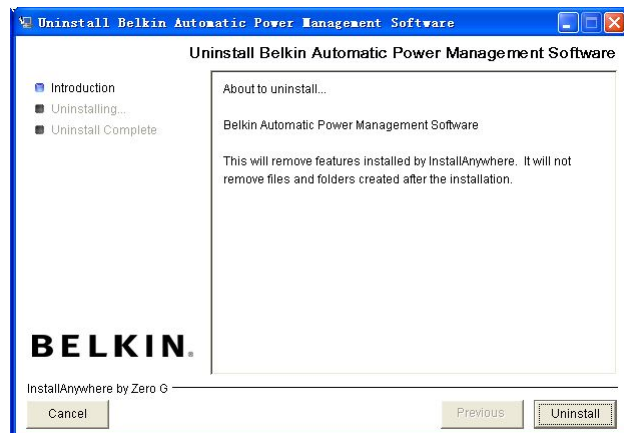 Uninstall Belkin Automatic Power Management Software
Uninstall Belkin Automatic Power Management Software
Introduction
Uninstalling...
Uninstall Complete
About to uninstall...
Belkin Automatic Power Management Software
This will remove features installed by InstallAnywhere. It will not
remove files and folders created after the installation.
BELKIN.
InstallAnywhere by Zero G
Cancel
Previous
Uninstall